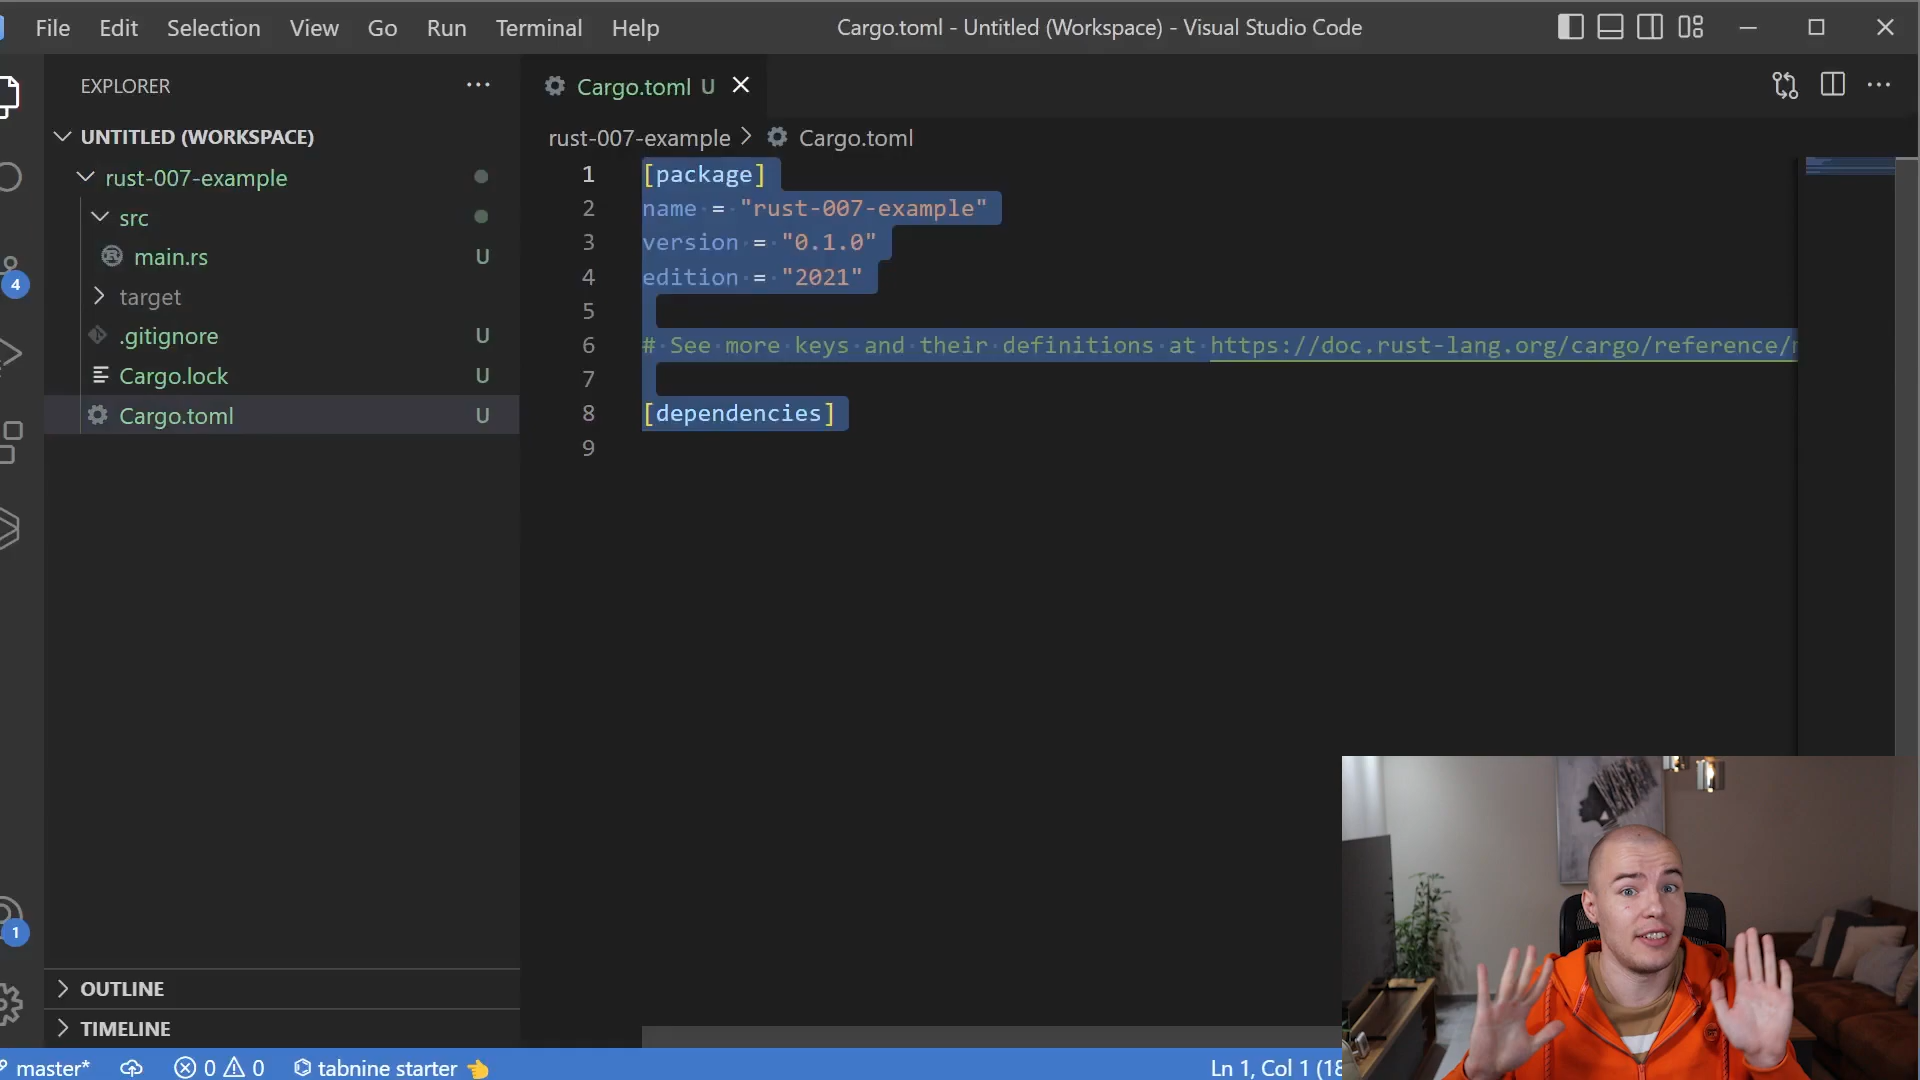 File Edit Selection View Go Run Terminal Help
Cargo.toml - Untitled (Workspace) - Visual Studio Code
EXPLORER
UNTITLED (WORKSPACE)
rust-007-example
src
main.rs U
target
.gitignore U
Cargo.lock U
Cargo.toml U
4
1
OUTLINE
TIMELINE
Cargo.toml U
rust-007-example > Cargo.toml
1 [package]
2 name = "rust-007-example"
3 version = "0.1.0"
4 edition = "2021"
5
6 # See more keys and their definitions at https://doc.rust-lang.org/cargo/reference/
7
8 [dependencies]
9
master* 0 0 tabnine starter
Ln 1, Col 1 (18